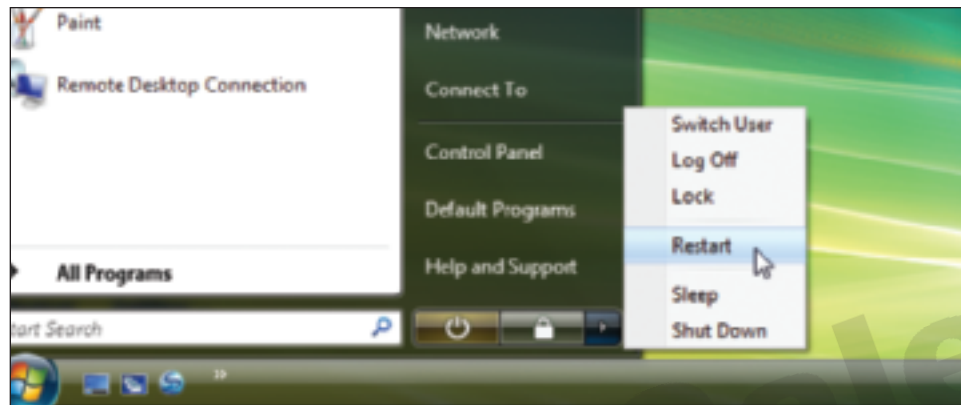 Paint
Remote Desktop Connection
All Programs
tart Search
Network
Connect To
Control Panel
Default Programs
Help and Support
Switch User
Log Off
Lock
Restart
Sleep
Shut Down